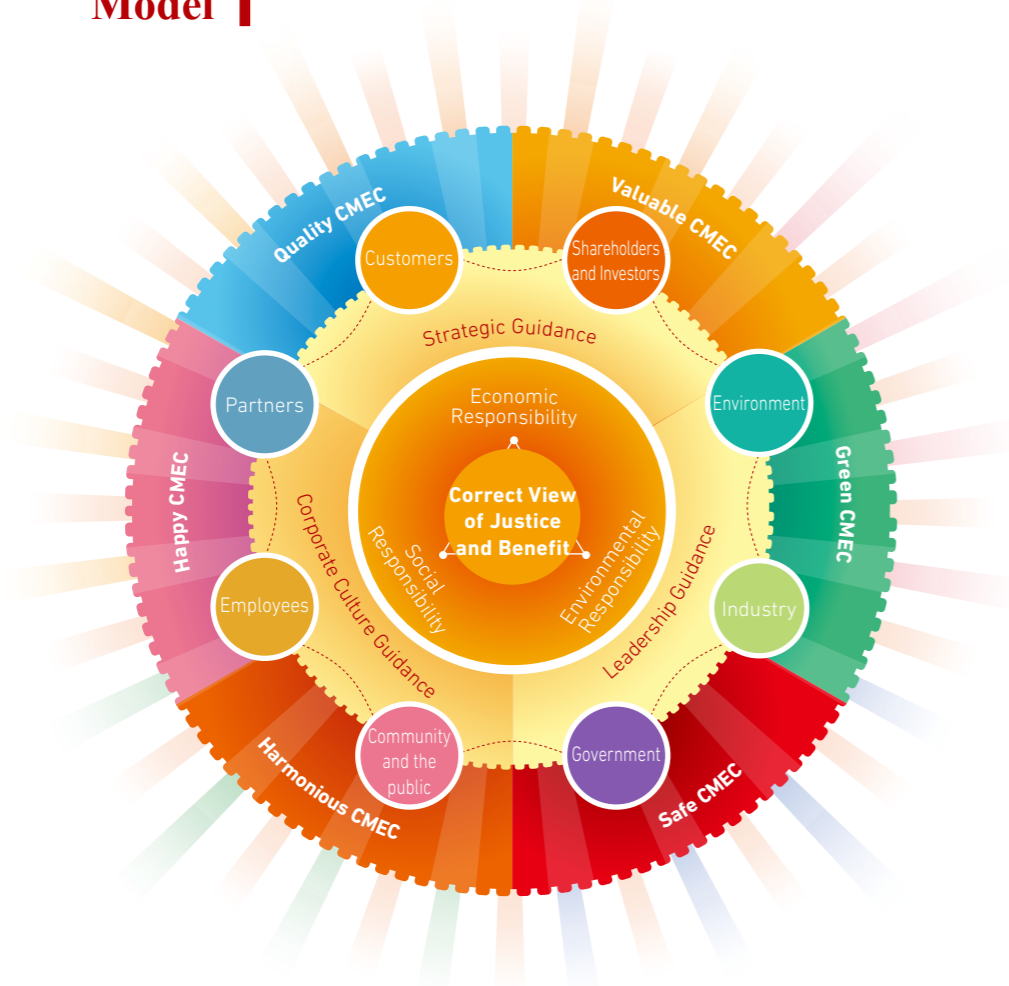 Model
Quality CMEC
Valuable CMEC
Customers
Shareholders
and Investors
Strategic Guidance
Partners
Environment
Economic
Responsibility
Happy CMEC
Green CMEC
Correct View
of Justice
and Benefit
Corporate Culture Guidance
Social
Responsibility
Environmental
Responsibility
Leadership Guidance
Employees
Industry
Community
and the
public
Government
Harmonious CMEC
Safe CMEC